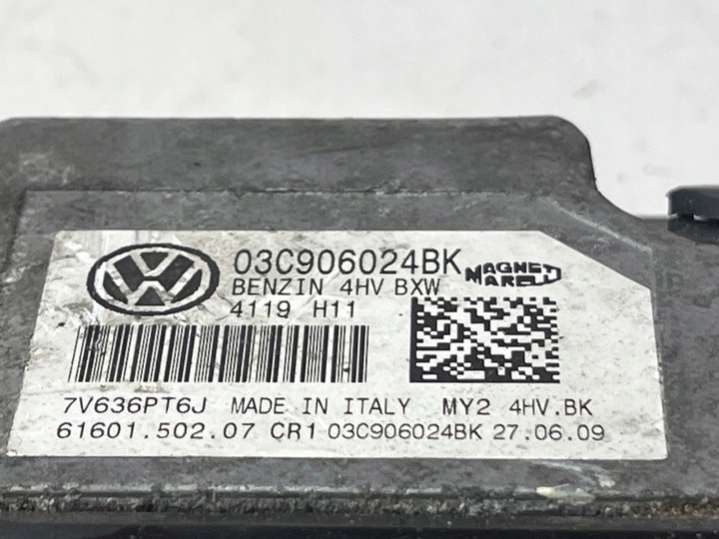 03C906024BK
MAGNETI
MARELLI
BENZIN 4HV BXW
4119 H11
7V636PT6J MADE IN ITALY MY2 4HV.BK
61601.502.07 CR1 03C906024BK 27.06.09